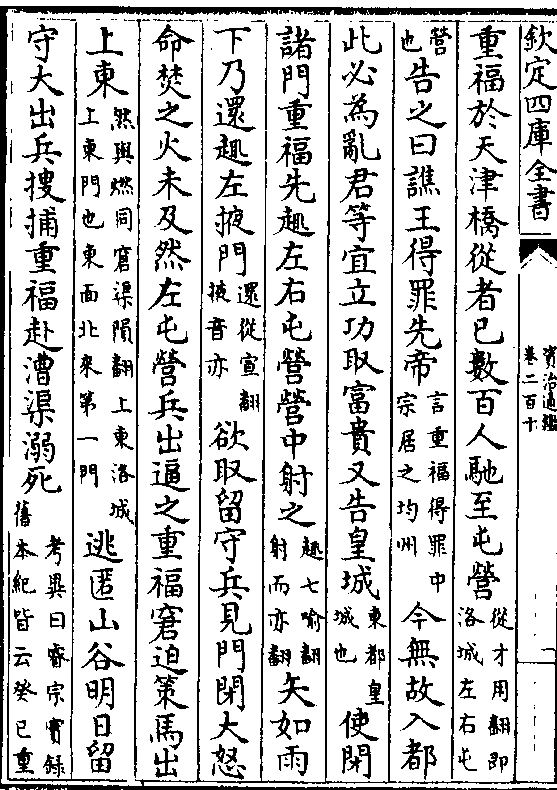 欽定四庫全書
資治通鑑
卷二百十
一
重福於天津橋從者已數百人馳至屯營從才用翻即洛城左右屯
營也告之曰譙王得罪先帝言重福得罪中宗居之均州今無故入都
此必為亂君等宜立功取富貴又告皇城東都皇城也使閉
諸門重福先趣左右屯營營中射之趣七喻翻射而亦翻矢如雨
下乃還趣左掖門還從宣翻掖音亦欲取留守兵見門閉大怒
命焚之火未及然左屯營兵出逼之重福窘迫策馬出
上東然與燃同窘渠隕翻上東洛城上東門也東面北來第一門逃匿山谷明日留
守大出兵搜捕重福赴漕渠溺死考異曰睿宗實錄舊本紀皆云癸巳重